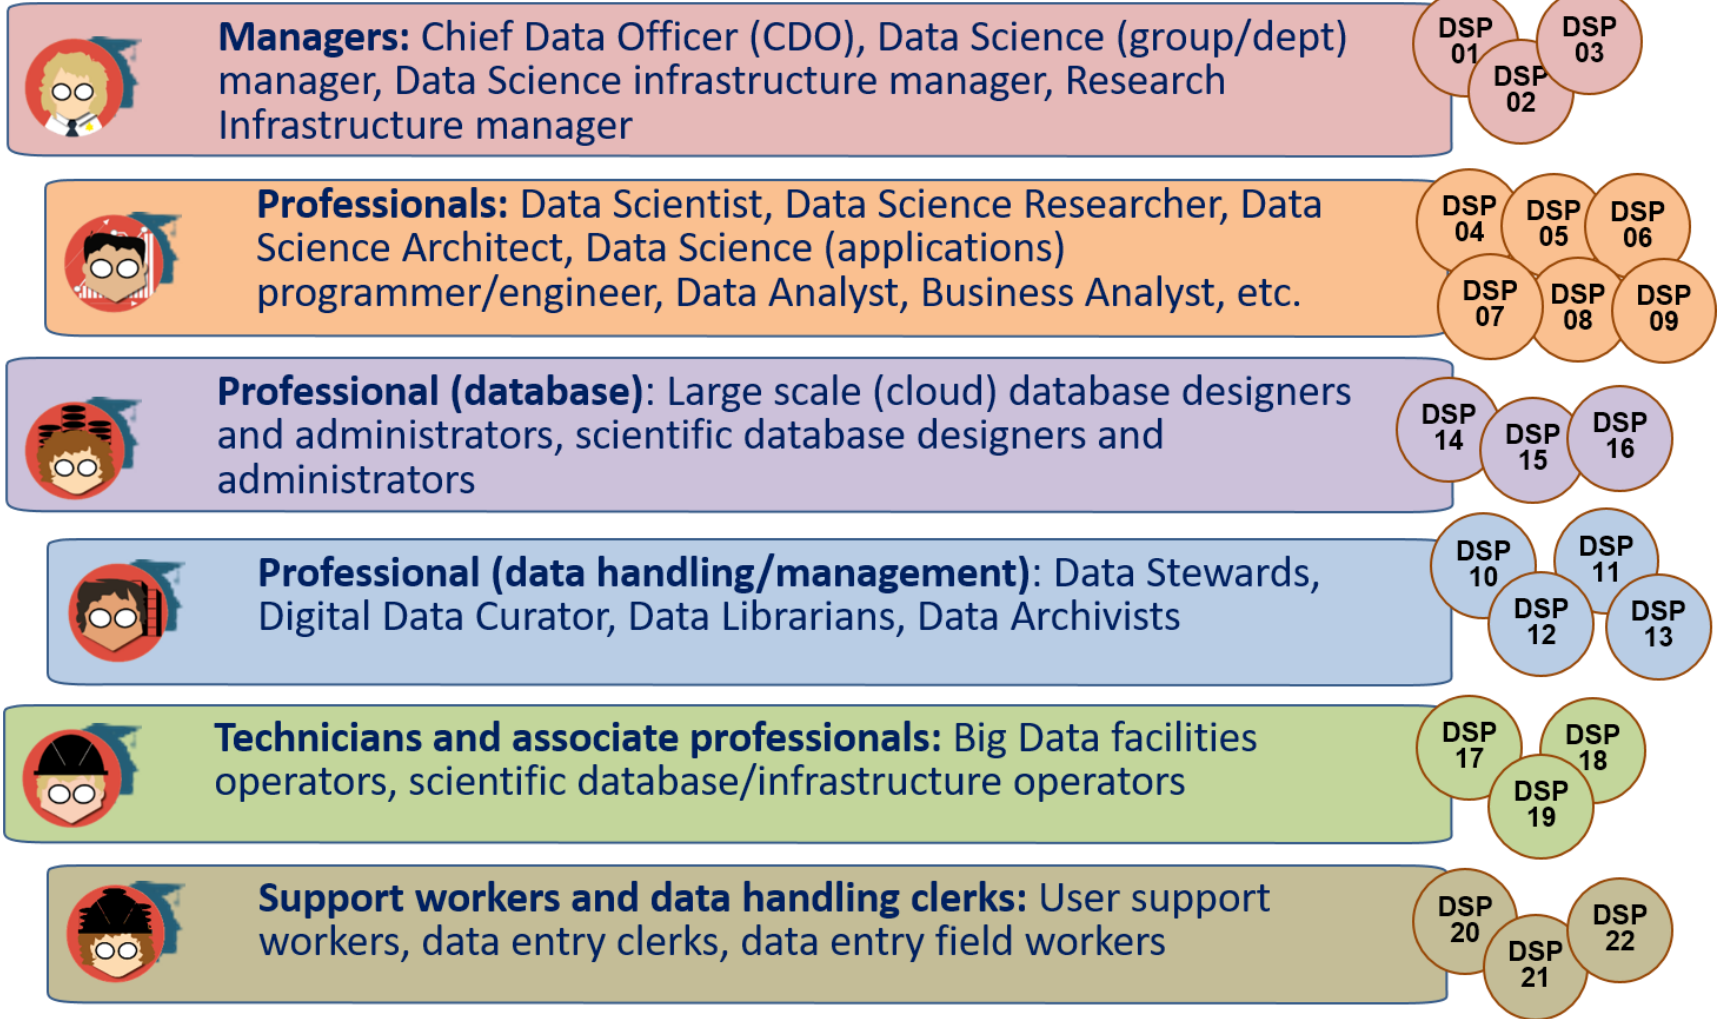 Managers: Chief Data Officer (CDO), Data Science (group/dept)
manager, Data Science infrastructure manager, Research
Infrastructure manager
DSP
01
DSP
02
DSP
03
Professionals: Data Scientist, Data Science Researcher, Data
Science Architect, Data Science (applications)
programmer/engineer, Data Analyst, Business Analyst, etc.
DSP
04
DSP
05
DSP
06
DSP
07
DSP
08
DSP
09
Professional (database): Large scale (cloud) database designers
and administrators, scientific database designers and
administrators
DSP
14
DSP
15
DSP
16
Professional (data handling/management): Data Stewards,
Digital Data Curator, Data Librarians, Data Archivists
DSP
10
DSP
11
DSP
12
DSP
13
Technicians and associate professionals: Big Data facilities
operators, scientific database/infrastructure operators
DSP
17
DSP
18
DSP
19
Support workers and data handling clerks: User support
workers, data entry clerks, data entry field workers
DSP
20
DSP
21
DSP
22